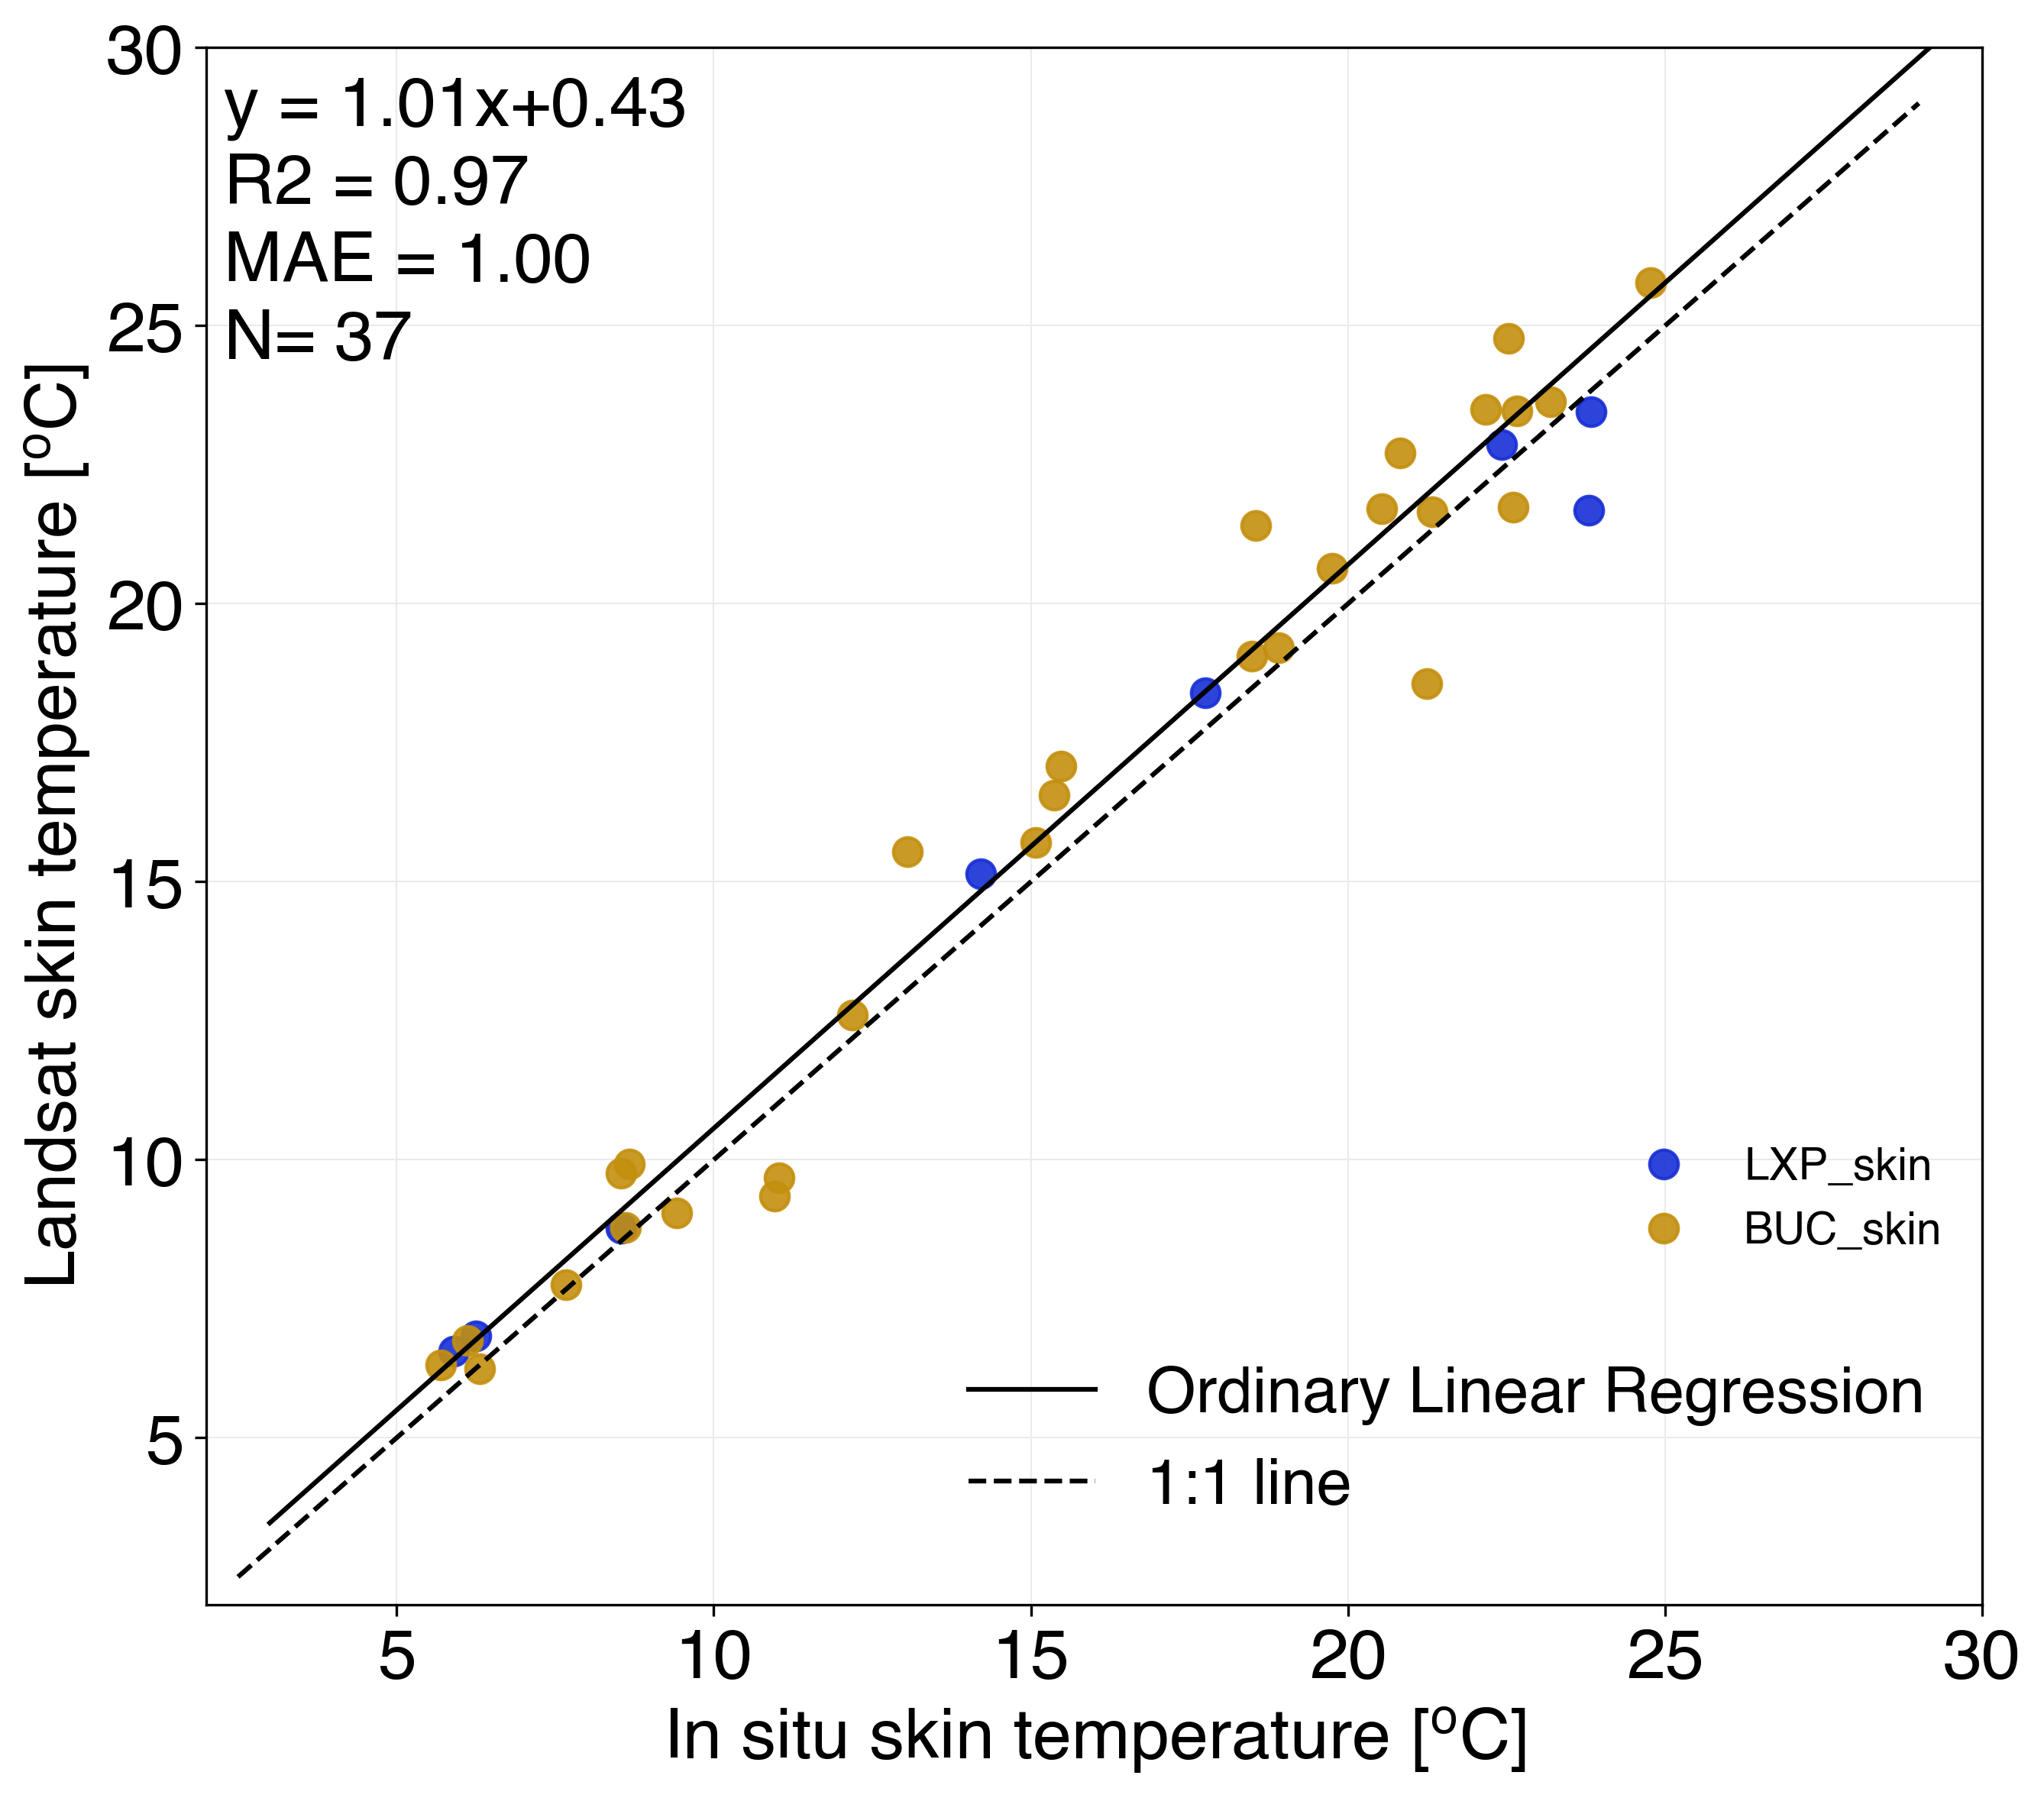 y = 1.01x+0.43
R2 = 0.97
MAE = 1.00
N= 37
30
25
20
15
10
5
Landsat skin temperature [°C]
LXP_skin
BUC_skin
Ordinary Linear Regression
1:1 line
5 10 15 20 25 30
In situ skin temperature [°C]